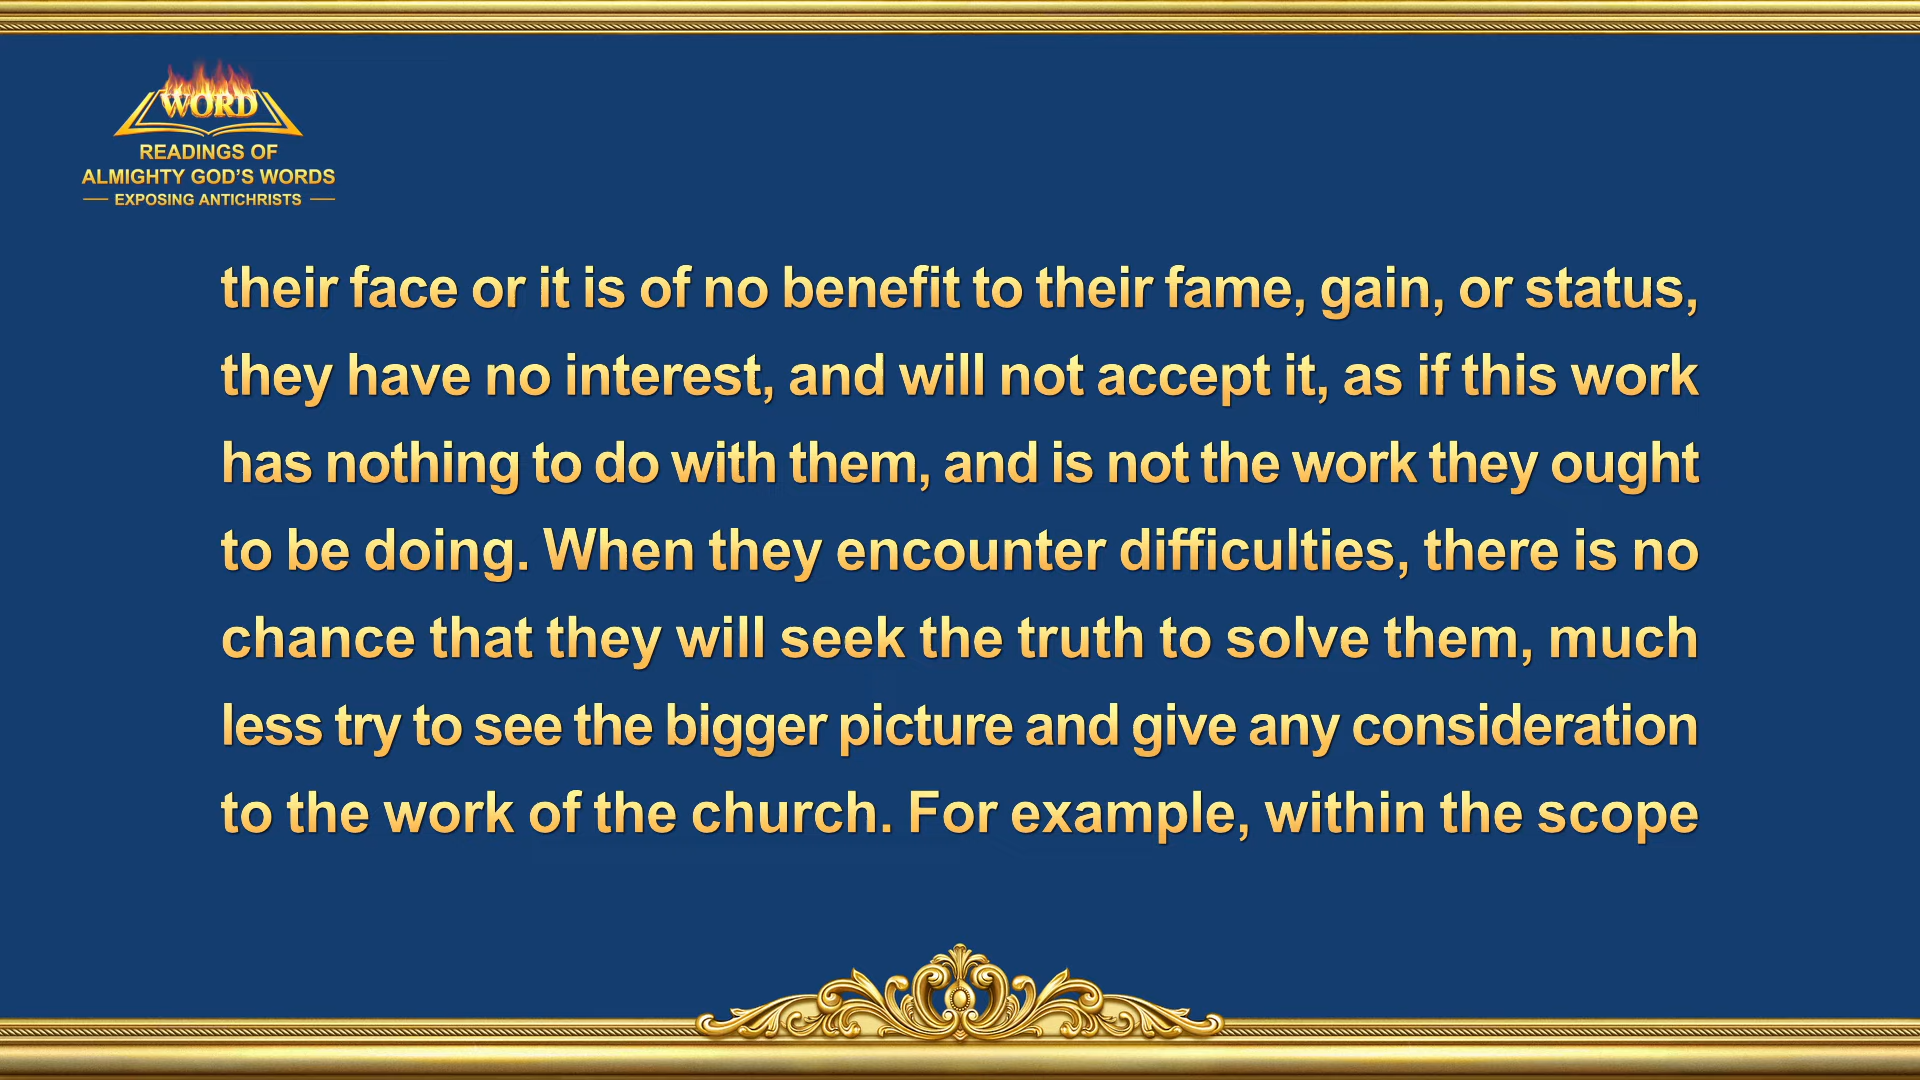 WORD
READINGS OF
ALMIGHTY GOD'S WORDS
EXPOSING ANTICHRISTS
their face or it is of no benefit to their fame, gain, or status,
they have no interest, and will not accept it, as if this work
has nothing to do with them, and is not the work they ought
to be doing. When they encounter difficulties, there is no
chance that they will seek the truth to solve them, much
less try to see the bigger picture and give any consideration
to the work of the church. For example, within the scope